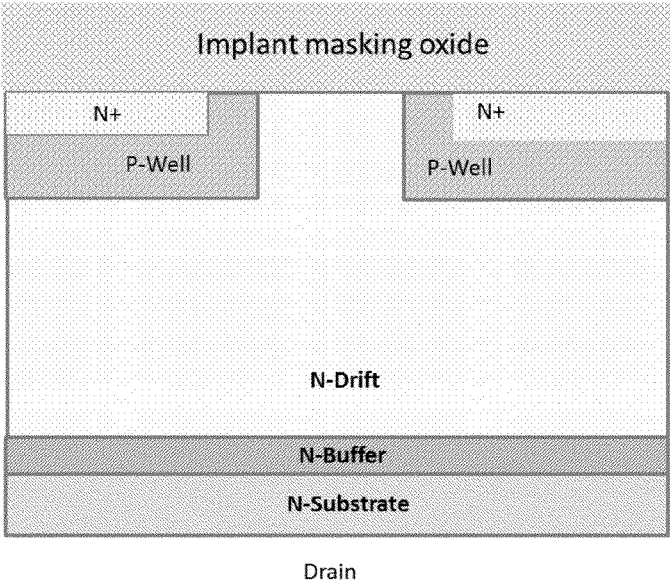 Implant masking oxide
N+
N+
P-Well
P-Well
N-Drift
N-Buffer
N-Substrate
Drain